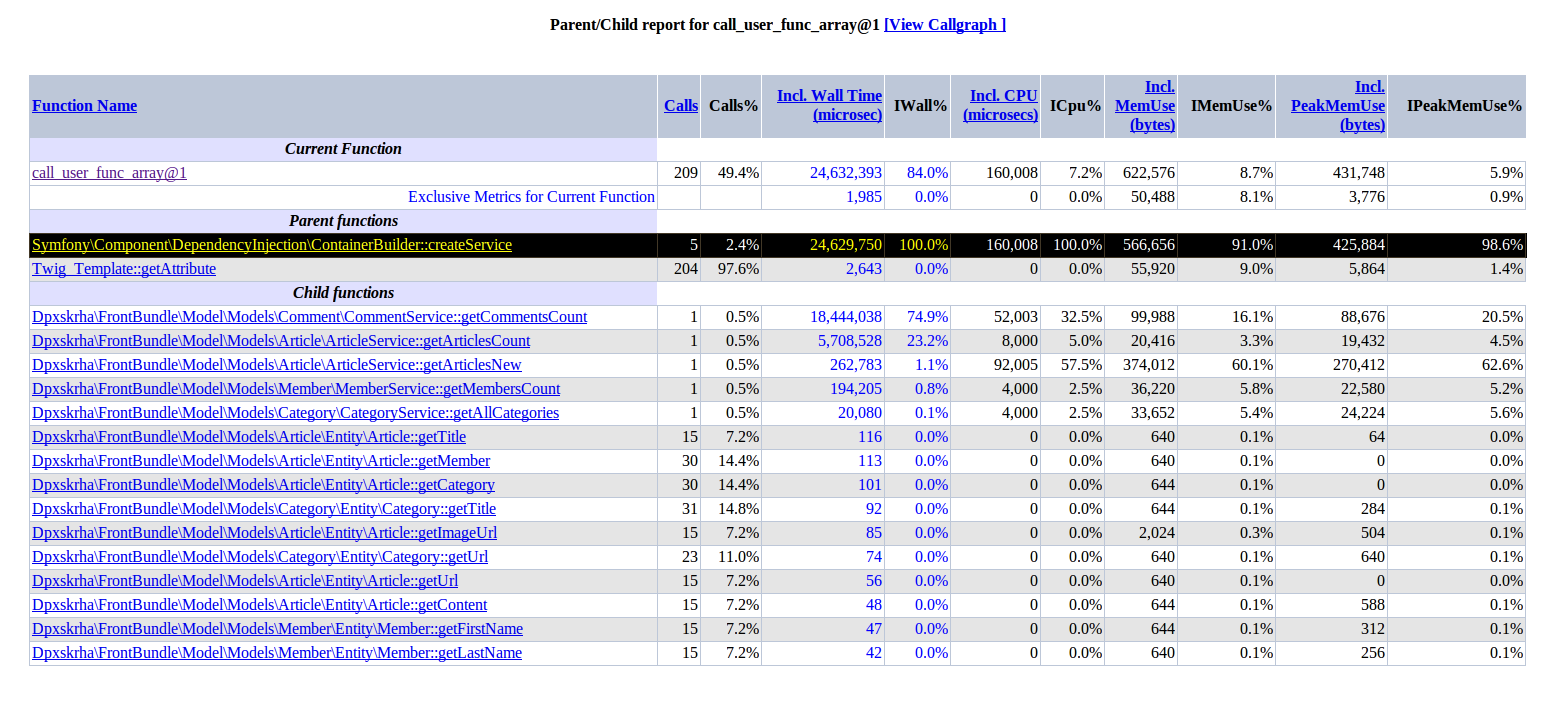 Parent/Child report for call_user_func_array@1 [View Callgraph ]
Function Name Calls Calls% Incl. Wall Time (microsec) IWall% Incl. CPU (microsecs) ICpu% Incl. MemUse (bytes) IMemUse% Incl. PeakMemUse (bytes) IPeakMemUse%
Current Function
call_user_func_array@1 209 49.4% 24,632,393 84.0% 160,008 7.2% 622,576 8.7% 431,748 5.9%
Exclusive Metrics for Current Function 1,985 0.0% 0 0.0% 50,488 8.1% 3,776 0.9%
Parent functions
Symfony\Component\DependencyInjection\ContainerBuilder::createService 5 2.4% 24,629,750 100.0% 160,008 100.0% 566,656 91.0% 425,884 98.6%
Twig_Template::getAttribute 204 97.6% 2,643 0.0% 0 0.0% 55,920 9.0% 5,864 1.4%
Child functions
Dpxskrha\FrontBundle\Model\Models\Comment\CommentService::getCommentsCount 1 0.5% 18,444,038 74.9% 52,003 32.5% 99,988 16.1% 88,676 20.5%
Dpxskrha\FrontBundle\Model\Models\Article\ArticleService::getArticlesCount 1 0.5% 5,708,528 23.2% 8,000 5.0% 20,416 3.3% 19,432 4.5%
Dpxskrha\FrontBundle\Model\Models\Article\ArticleService::getArticlesNew 1 0.5% 262,783 1.1% 92,005 57.5% 374,012 60.1% 270,412 62.6%
Dpxskrha\FrontBundle\Model\Models\Member\MemberService::getMembersCount 1 0.5% 194,205 0.8% 4,000 2.5% 36,220 5.8% 22,580 5.2%
Dpxskrha\FrontBundle\Model\Models\Category\CategoryService::getAllCategories 1 0.5% 20,080 0.1% 4,000 2.5% 33,652 5.4% 24,224 5.6%
Dpxskrha\FrontBundle\Model\Models\Article\Entity\Article::getTitle 15 7.2% 116 0.0% 0 0.0% 640 0.1% 64 0.0%
Dpxskrha\FrontBundle\Model\Models\Article\Entity\Article::getMember 30 14.4% 113 0.0% 0 0.0% 640 0.1% 0 0.0%
Dpxskrha\FrontBundle\Model\Models\Article\Entity\Article::getCategory 30 14.4% 101 0.0% 0 0.0% 644 0.1% 0 0.0%
Dpxskrha\FrontBundle\Model\Models\Category\Entity\Category::getTitle 31 14.8% 92 0.0% 0 0.0% 644 0.1% 284 0.1%
Dpxskrha\FrontBundle\Model\Models\Article\Entity\Article::getImageUrl 15 7.2% 85 0.0% 0 0.0% 2,024 0.3% 504 0.1%
Dpxskrha\FrontBundle\Model\Models\Category\Entity\Category::getUrl 23 11.0% 74 0.0% 0 0.0% 640 0.1% 640 0.1%
Dpxskrha\FrontBundle\Model\Models\Article\Entity\Article::getUrl 15 7.2% 56 0.0% 0 0.0% 640 0.1% 0 0.0%
Dpxskrha\FrontBundle\Model\Models\Article\Entity\Article::getContent 15 7.2% 48 0.0% 0 0.0% 644 0.1% 588 0.1%
Dpxskrha\FrontBundle\Model\Models\Member\Entity\Member::getFirstName 15 7.2% 47 0.0% 0 0.0% 644 0.1% 312 0.1%
Dpxskrha\FrontBundle\Model\Models\Member\Entity\Member::getLastName 15 7.2% 42 0.0% 0 0.0% 640 0.1% 256 0.1%